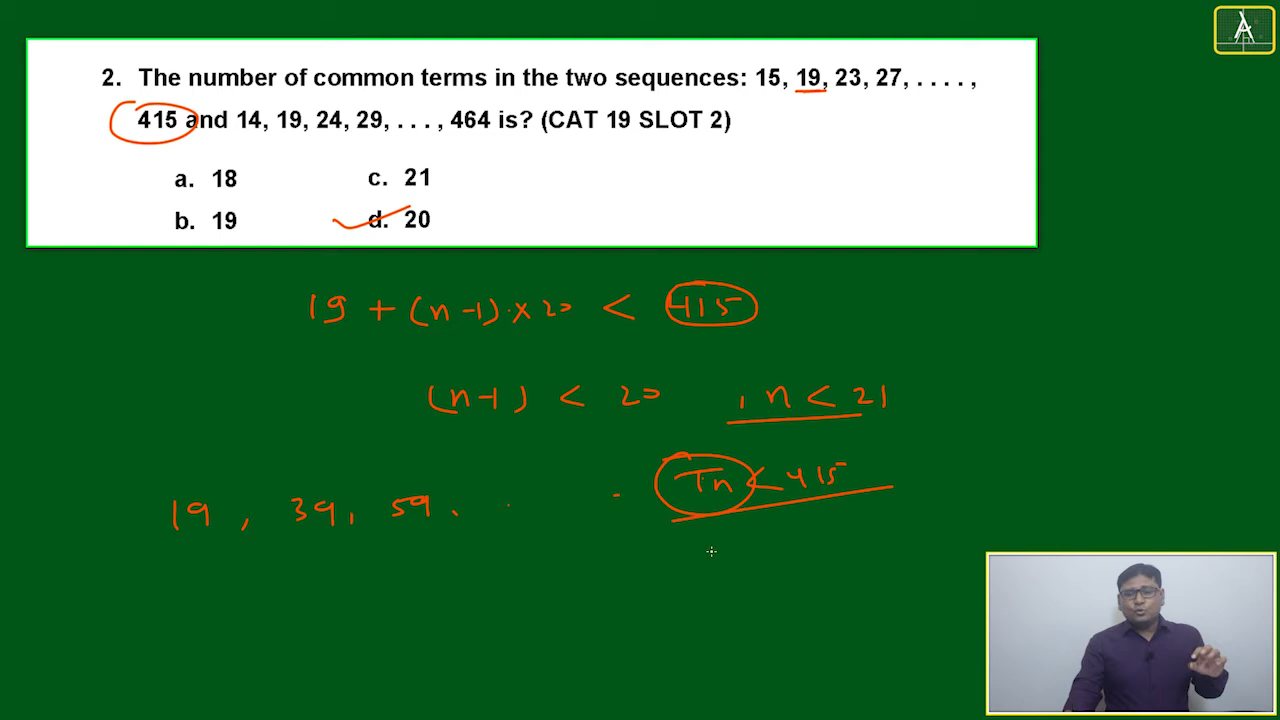 2. The number of common terms in the two sequences: 15, 19, 23, 27, . . . . ,
415 and 14, 19, 24, 29, . . . , 464 is? (CAT 19 SLOT 2)
a. 18 c. 21
b. 19 d. 20
19 + (n-1) . × 20 < 415
(n-1) < 20 , n < 21
Tn < 415
19 , 39, 59, . -